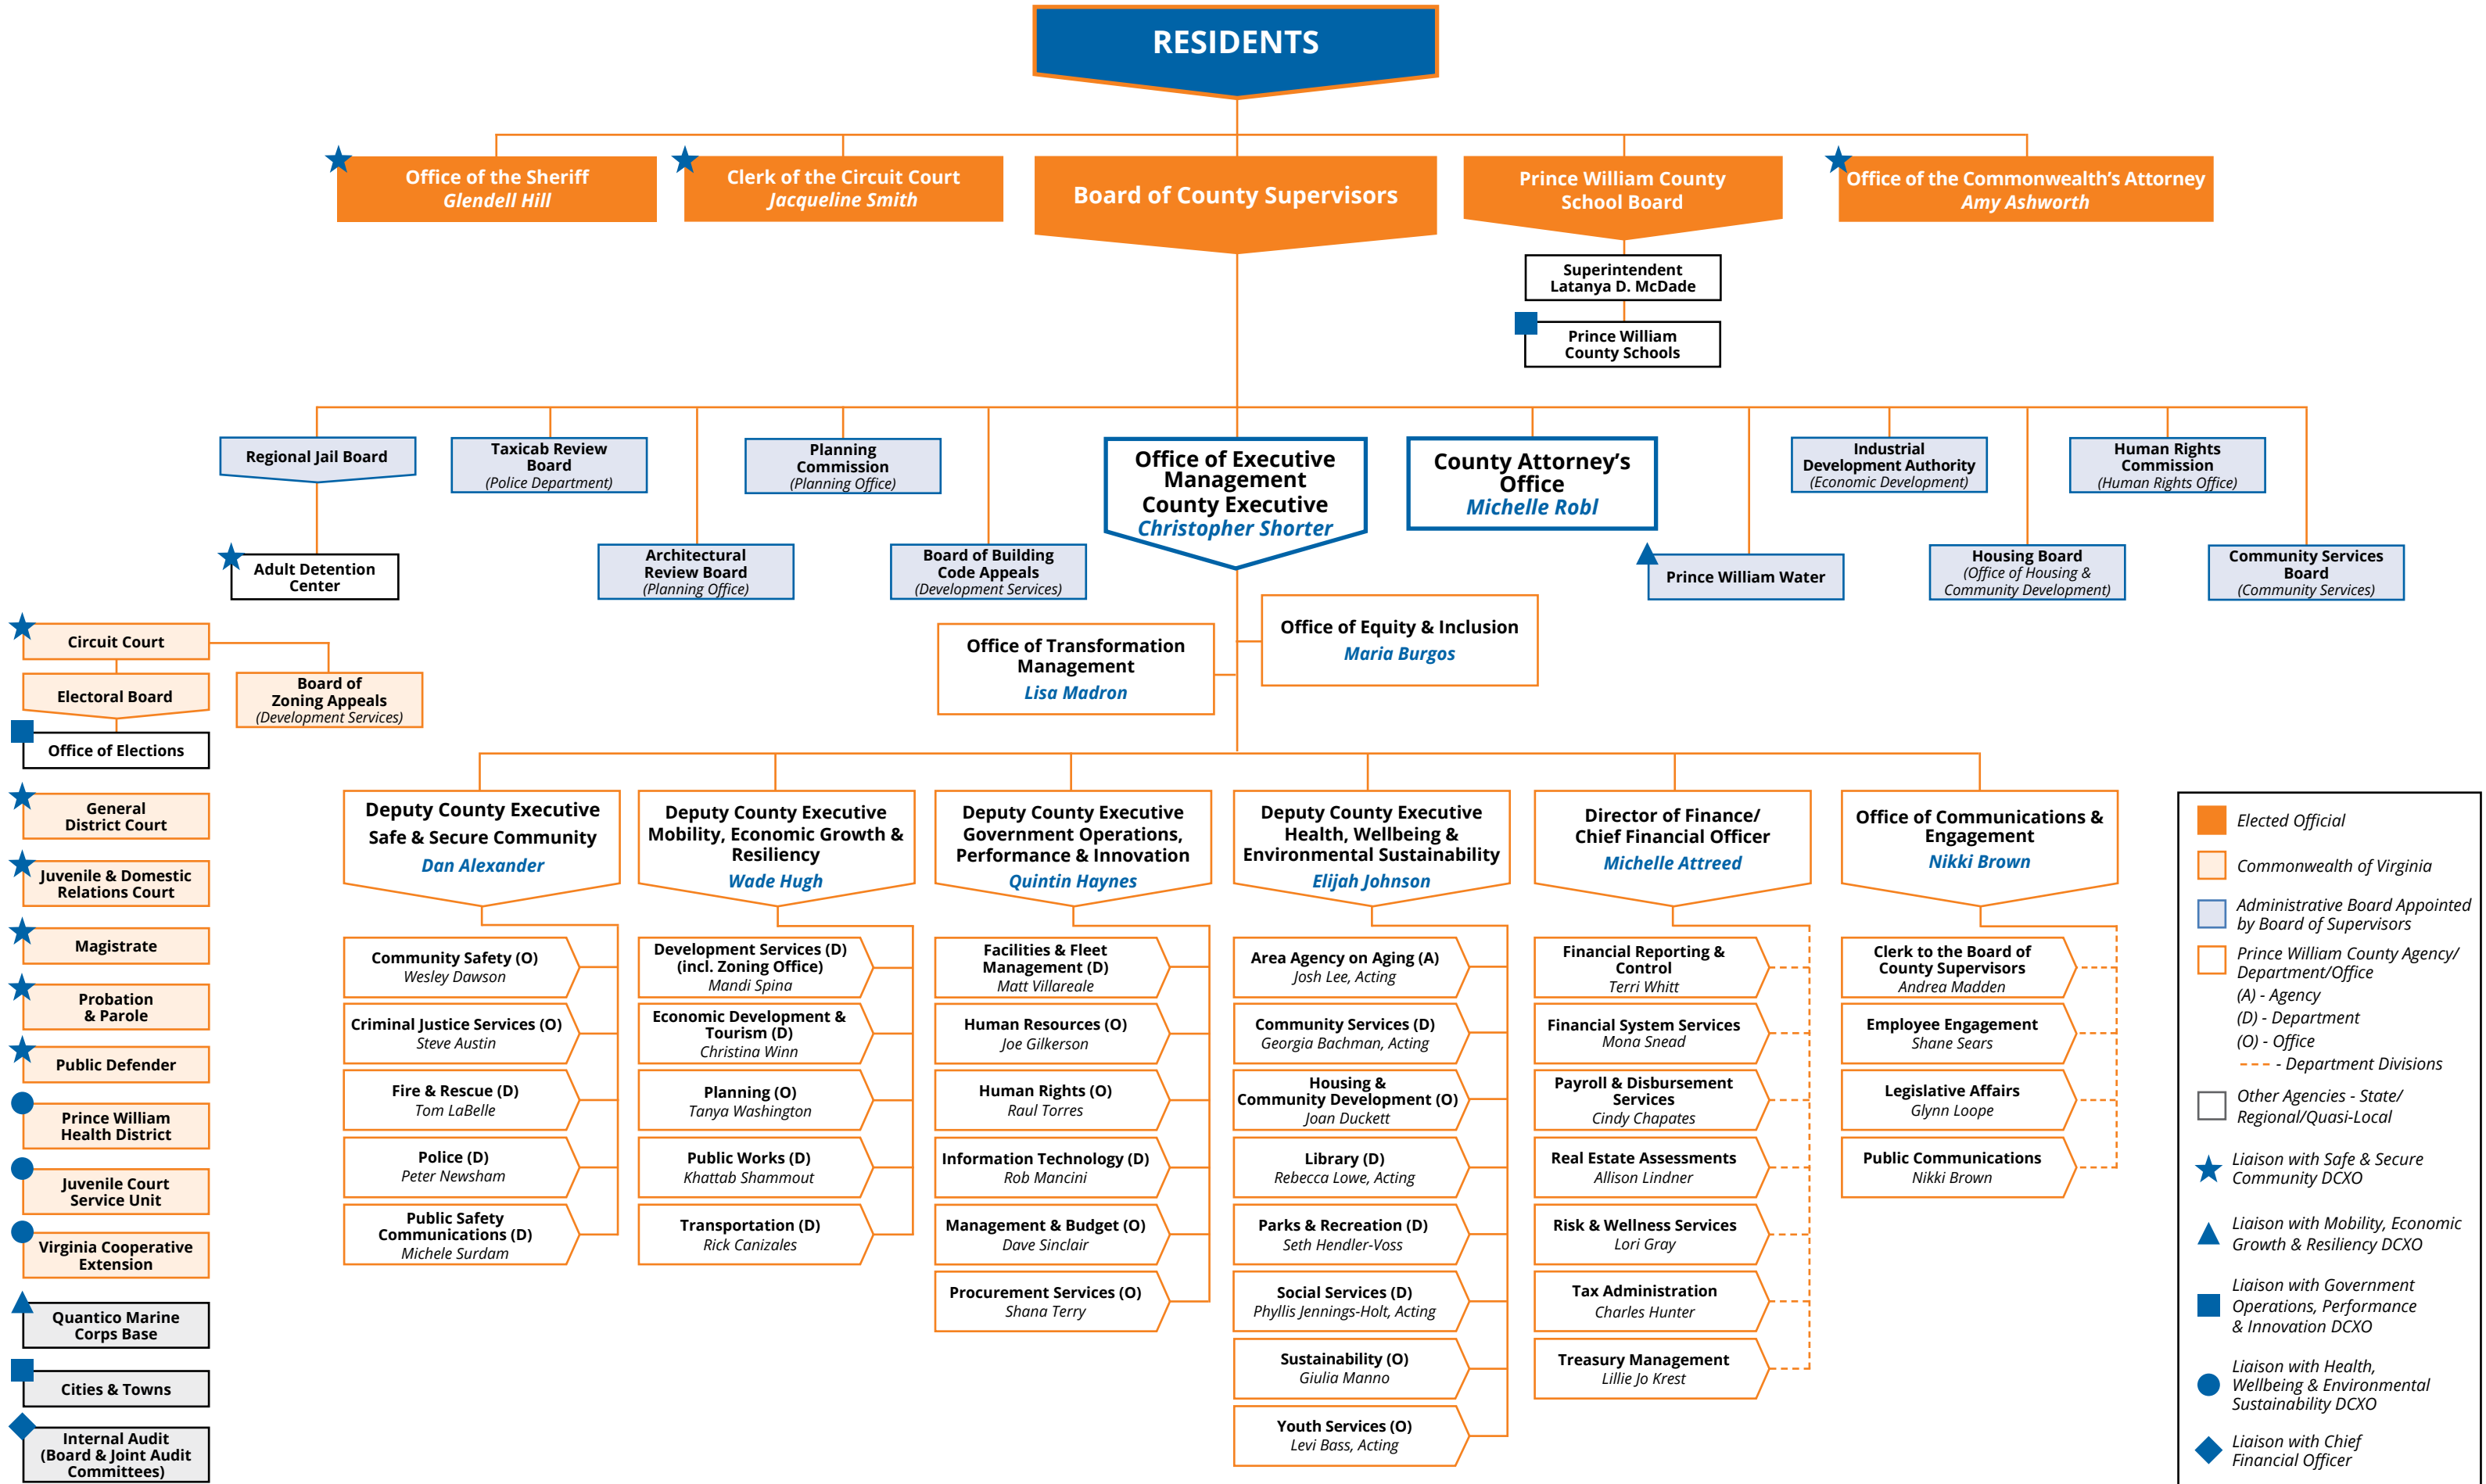 RESIDENTS
Office of the Sheriff
Glendell Hill
Clerk of the Circuit Court
Jacqueline Smith
Board of County Supervisors
Prince William County
School Board
Office of the Commonwealth's Attorney
Amy Ashworth
Superintendent
Latanya D. McDade
Prince William
County Schools
Regional Jail Board
Taxicab Review
Board
(Police Department)
Planning
Commission
(Planning Office)
Office of Executive
Management
County Executive
Christopher Shorter
County Attorney's
Office
Michelle Robl
Industrial
Development Authority
(Economic Development)
Human Rights
Commission
(Human Rights Office)
Adult Detention
Center
Architectural
Review Board
(Planning Office)
Board of Building
Code Appeals
(Development Services)
Prince William Water
Housing Board
(Office of Housing &
Community Development)
Community Services
Board
(Community Services)
Office of Transformation
Management
Lisa Madron
Office of Equity & Inclusion
Maria Burgos
Circuit Court
Electoral Board
Board of
Zoning Appeals
(Development Services)
Office of Elections
General
District Court
Juvenile & Domestic
Relations Court
Magistrate
Probation
& Parole
Public Defender
Prince William
Health District
Juvenile Court
Service Unit
Virginia Cooperative
Extension
Quantico Marine
Corps Base
Cities & Towns
Internal Audit
(Board & Joint Audit
Committees)
Deputy County Executive
Safe & Secure Community
Dan Alexander
Community Safety (O)
Wesley Dawson
Criminal Justice Services (O)
Steve Austin
Fire & Rescue (D)
Tom LaBelle
Police (D)
Peter Newsham
Public Safety
Communications (D)
Michele Surdam
Deputy County Executive
Mobility, Economic Growth &
Resiliency
Wade Hugh
Development Services (D)
(incl. Zoning Office)
Mandi Spina
Economic Development &
Tourism (D)
Christina Winn
Planning (O)
Tanya Washington
Public Works (D)
Khattab Shammout
Transportation (D)
Rick Canizales
Deputy County Executive
Government Operations,
Performance & Innovation
Quintin Haynes
Facilities & Fleet
Management (D)
Matt Villareale
Human Resources (O)
Joe Gilkerson
Human Rights (O)
Raul Torres
Information Technology (D)
Rob Mancini
Management & Budget (O)
Dave Sinclair
Procurement Services (O)
Shana Terry
Deputy County Executive
Health, Wellbeing &
Environmental Sustainability
Elijah Johnson
Area Agency on Aging (A)
Josh Lee, Acting
Community Services (D)
Georgia Bachman, Acting
Housing &
Community Development (O)
Joan Duckett
Library (D)
Rebecca Lowe, Acting
Parks & Recreation (D)
Seth Hendler-Voss
Social Services (D)
Phyllis Jennings-Holt, Acting
Sustainability (O)
Giulia Manno
Youth Services (O)
Levi Bass, Acting
Director of Finance/
Chief Financial Officer
Michelle Attreed
Financial Reporting &
Control
Terri Whitt
Financial System Services
Mona Snead
Payroll & Disbursement
Services
Cindy Chapates
Real Estate Assessments
Allison Lindner
Risk & Wellness Services
Lori Gray
Tax Administration
Charles Hunter
Treasury Management
Lillie Jo Krest
Office of Communications &
Engagement
Nikki Brown
Clerk to the Board of
County Supervisors
Andrea Madden
Employee Engagement
Shane Sears
Legislative Affairs
Glynn Loope
Public Communications
Nikki Brown
Elected Official
Commonwealth of Virginia
Administrative Board Appointed
by Board of Supervisors
Prince William County Agency/
Department/Office
(A) - Agency
(D) - Department
(O) - Office
- Department Divisions
Other Agencies - State/
Regional/Quasi-Local
Liaison with Safe & Secure
Community DCXO
Liaison with Mobility, Economic
Growth & Resiliency DCXO
Liaison with Government
Operations, Performance
& Innovation DCXO
Liaison with Health,
Wellbeing & Environmental
Sustainability DCXO
Liaison with Chief
Financial Officer